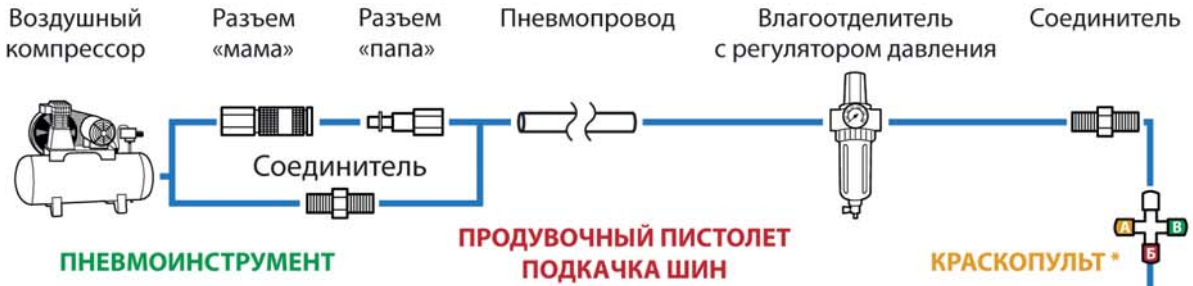 Воздушный
компрессор
Разъем
«мама»
Разъем
«папа»
Пневмопровод
Влагоотделитель
с регулятором давления
Соединитель
Соединитель
А
В
Б
ПНЕВМОИНСТРУМЕНТ
ПРОДУВОЧНЫЙ ПИСТОЛЕТ
ПОДКАЧКА ШИН
КРАСКОПУЛЬТ *